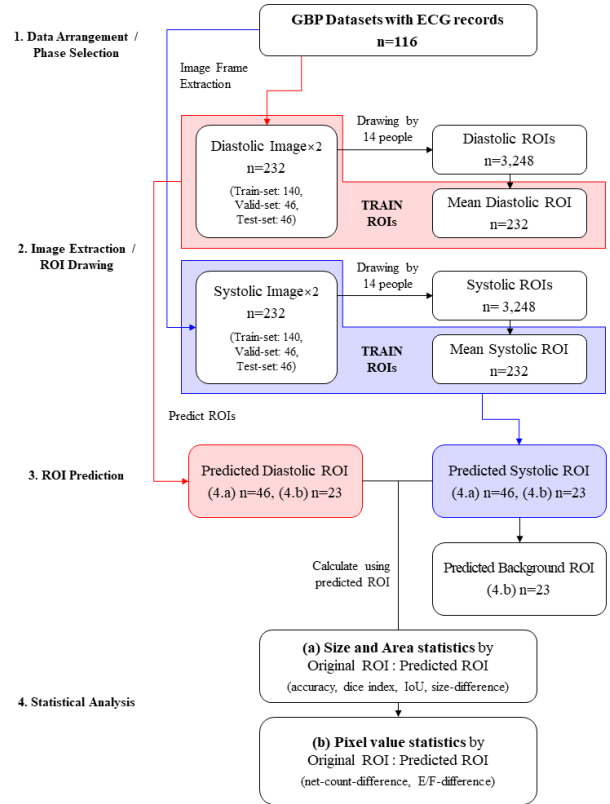 1. Data Arrangement /
Phase Selection
GBP Datasets with ECG records
n=116
Image Frame
Extraction
Diastolic Image×2
n=232
(Train-set: 140,
Valid-set: 46,
Test-set: 46)
Drawing by
14 people
Diastolic ROIs
n=3,248
TRAIN
ROIs
Mean Diastolic ROI
n=232
2. Image Extraction /
ROI Drawing
Systolic Image×2
n=232
(Train-set: 140,
Valid-set: 46,
Test-set: 46)
Drawing by
14 people
Systolic ROIs
n= 3,248
TRAIN
ROIs
Mean Systolic ROI
n=232
Predict ROIs
3. ROI Prediction
Predicted Diastolic ROI
(4.a) n=46, (4.b) n=23
Predicted Systolic ROI
(4.a) n=46, (4.b) n=23
Calculate using
predicted ROI
Predicted Background ROI
(4.b) n=23
4. Statistical Analysis
(a) Size and Area statistics by
Original ROI : Predicted ROI
(accuracy, dice index, IoU, size-difference)
(b) Pixel value statistics by
Original ROI : Predicted ROI
(net-count-difference, E/F-difference)